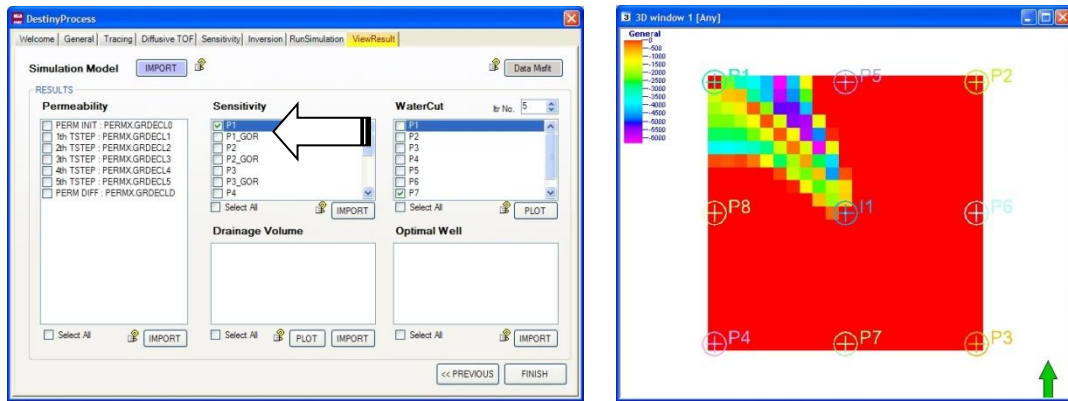 DestinyProcess
Welcome General Tracing Diffusive TOF Sensitivity Inversion RunSimulation ViewResult
Simulation Model IMPORT Data Misfit
RESULTS
Permeability
PERM INIT : PERMX.GRDECL0
1th TSTEP : PERMX.GRDECL1
2th TSTEP : PERMX.GRDECL2
3th TSTEP : PERMX.GRDECL3
4th TSTEP : PERMX.GRDECL4
5th TSTEP : PERMX.GRDECL5
PERM DIFF : PERMX.GRDECLD
Select All IMPORT
Sensitivity
P1
P1_GOR
P2
P2_GOR
P3
P3_GOR
P4
Select All IMPORT
WaterCut Itr No. 5
P1
P2
P3
P4
P5
P6
P7
Select All PLOT
Drainage Volume
Select All PLOT IMPORT
Optimal Well
Select All IMPORT
<< PREVIOUS FINISH
3D window 1 [Any]
General
0
-500
-1000
-1500
-2000
-2500
-3000
-3500
-4000
-4500
-5000
-5500
-6000
P1 P5 P2
P8 I1 P6
P4 P7 P3